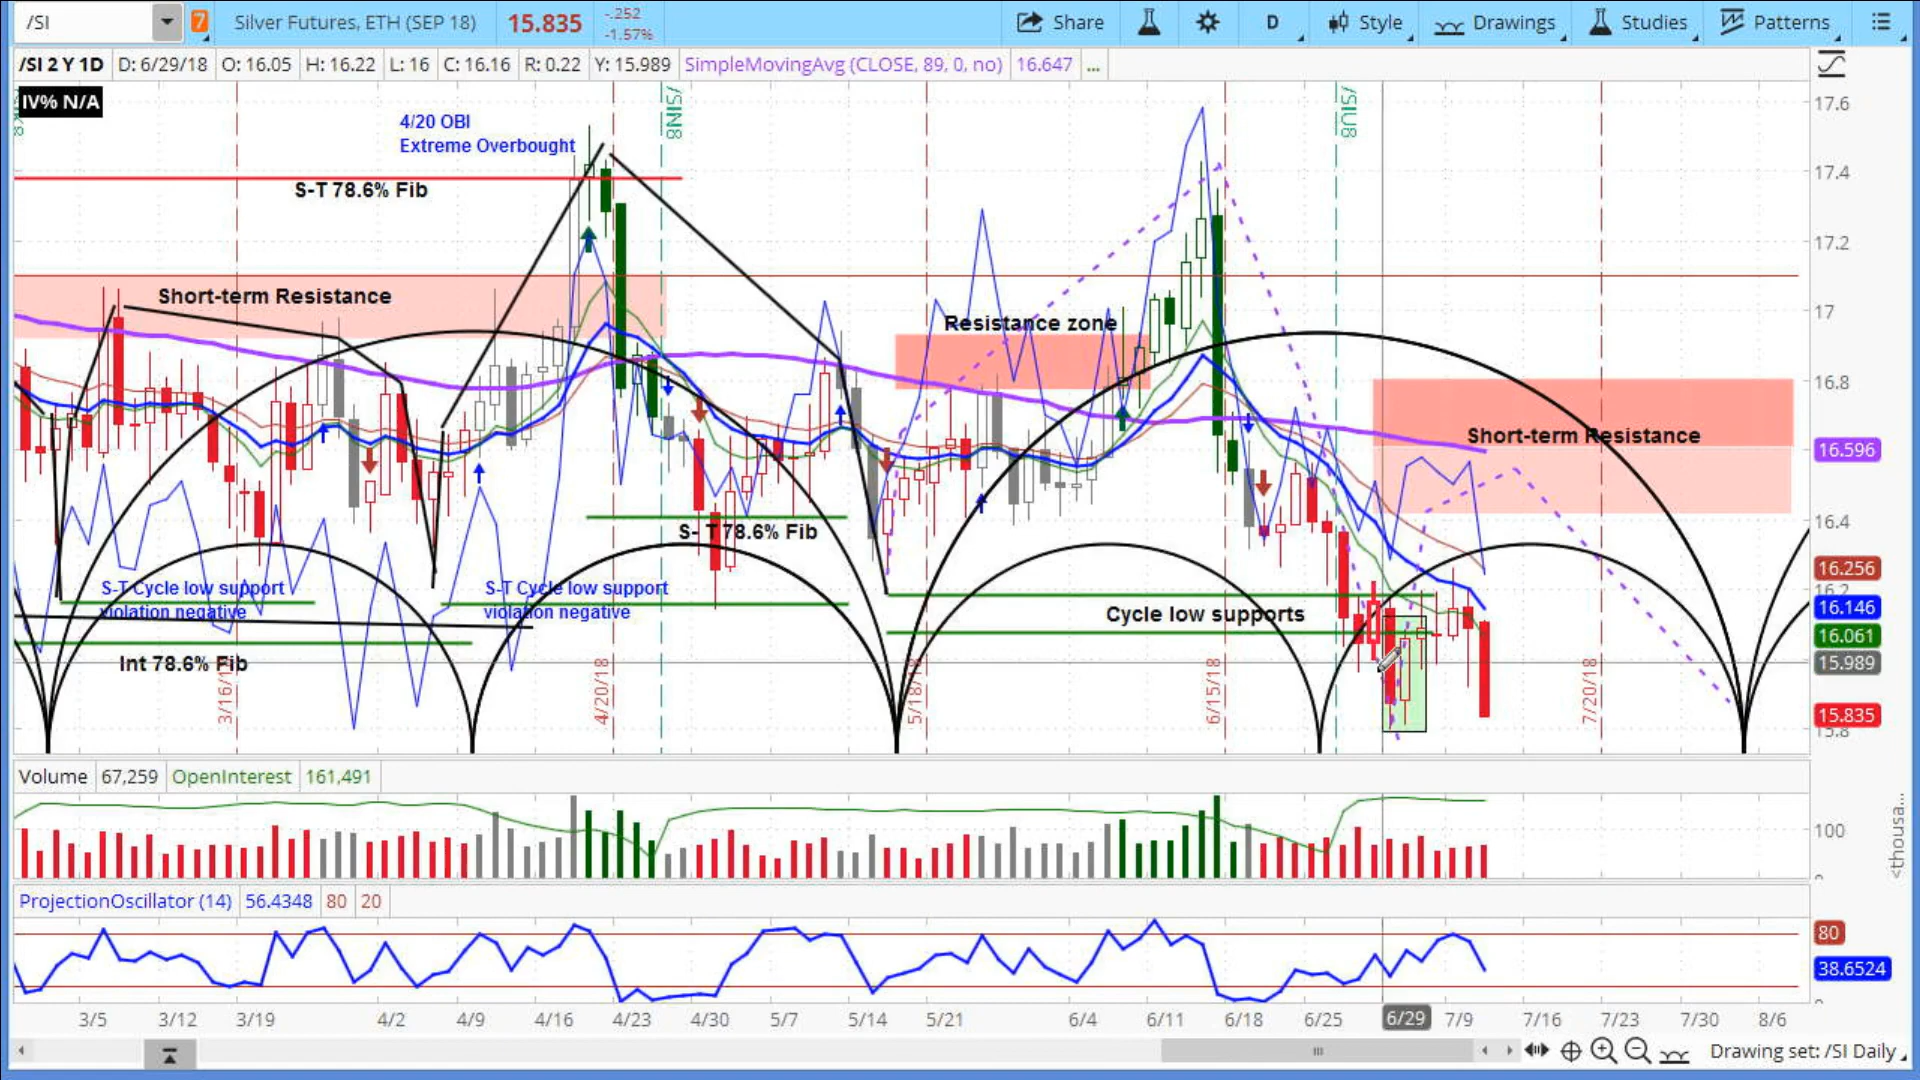 /SI
7
Silver Futures, ETH (SEP 18)
15.835
-.252
-1.57%
Share
D
Style
Drawings
Studies
Patterns
/SI 2 Y 1D
D: 6/29/18
O: 16.05
H: 16.22
L: 16
C: 16.16
R: 0.22
Y: 15.989
SimpleMovingAvg (CLOSE, 89, 0, no)
16.647
...
IV% N/A
/SIN8
/SIU8
4/20 OBI
Extreme Overbought
S-T 78.6% Fib
Short-term Resistance
Resistance zone
Short-term Resistance
S- T 78.6% Fib
S-T Cycle low support
violation negative
S-T Cycle low support
violation negative
Cycle low supports
Int 78.6% Fib
3/16/18
4/20/18
5/18/18
6/15/18
7/20/18
17.6
17.4
17.2
17
16.8
16.596
16.4
16.256
16.2
16.146
16.061
15.989
15.835
15.8
Volume
67,259
OpenInterest
161,491
100
<thousa...
ProjectionOscillator (14)
56.4348
80
20
80
38.6524
3/5
3/12
3/19
4/2
4/9
4/16
4/23
4/30
5/7
5/14
5/21
6/4
6/11
6/18
6/25
6/29
7/9
7/16
7/23
7/30
8/6
Drawing set: /SI Daily